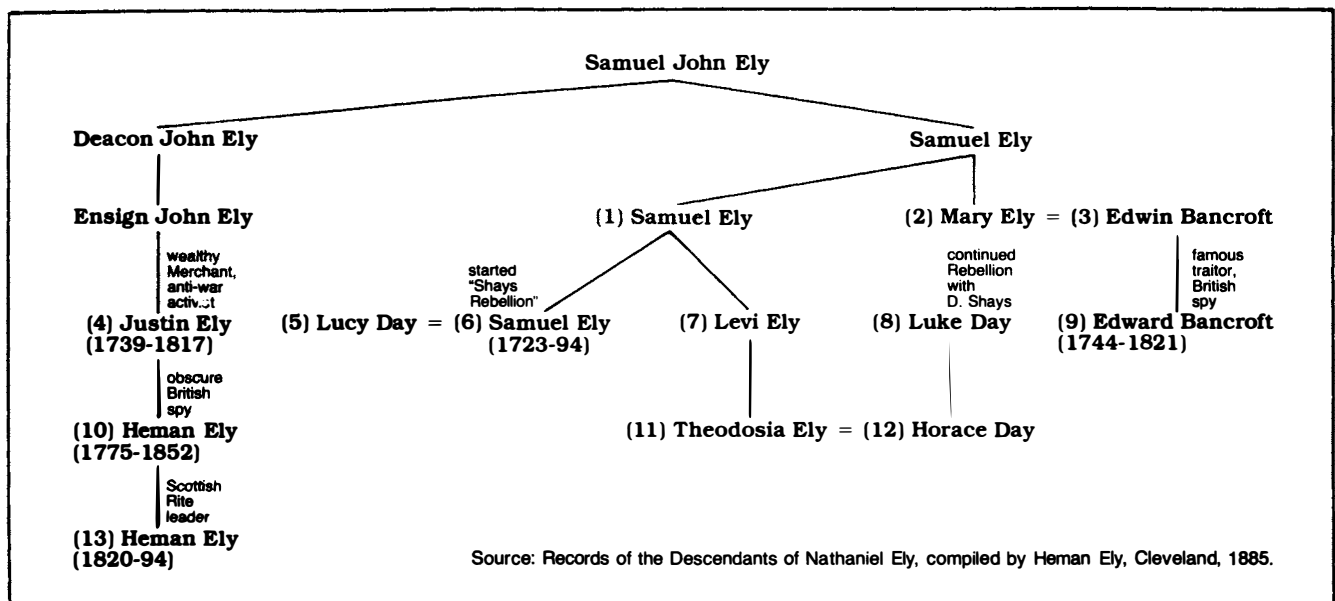 Samuel John Ely
Deacon John Ely
Samuel Ely
Ensign John Ely
(1) Samuel Ely
(2) Mary Ely = (3) Edwin Bancroft
wealthy
Merchant,
anti-war
activist
started
"Shays
Rebellion"
continued
Rebellion
with
D. Shays
famous
traitor,
British
spy
(4) Justin Ely
(1739-1817)
(5) Lucy Day = (6) Samuel Ely
(1723-94)
(7) Levi Ely
(8) Luke Day
(9) Edward Bancroft
(1744-1821)
obscure
British
spy
(10) Heman Ely
(1775-1852)
(11) Theodosia Ely = (12) Horace Day
Scottish
Rite
leader
(13) Heman Ely
(1820-94)
Source: Records of the Descendants of Nathaniel Ely, compiled by Heman Ely, Cleveland, 1885.